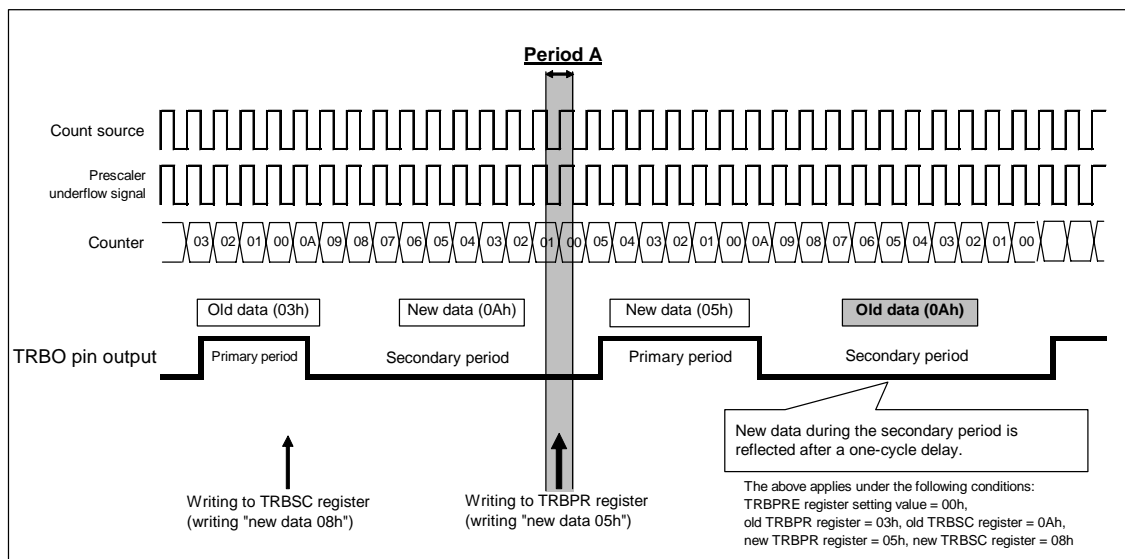 Period A
Count source
Prescaler
underflow signal
Counter
03 02 01 00 0A 09 08 07 06 05 04 03 02 01 00 05 04 03 02 01 00 0A 09 08 07 06 05 04 03 02 01 00
Old data (03h)
New data (0Ah)
New data (05h)
Old data (0Ah)
TRBO pin output
Primary period
Secondary period
Primary period
Secondary period
New data during the secondary period is
reflected after a one-cycle delay.
Writing to TRBSC register
(writing "new data 08h")
Writing to TRBPR register
(writing "new data 05h")
The above applies under the following conditions:
TRBPRE register setting value = 00h,
old TRBPR register = 03h, old TRBSC register = 0Ah,
new TRBPR register = 05h, new TRBSC register = 08h